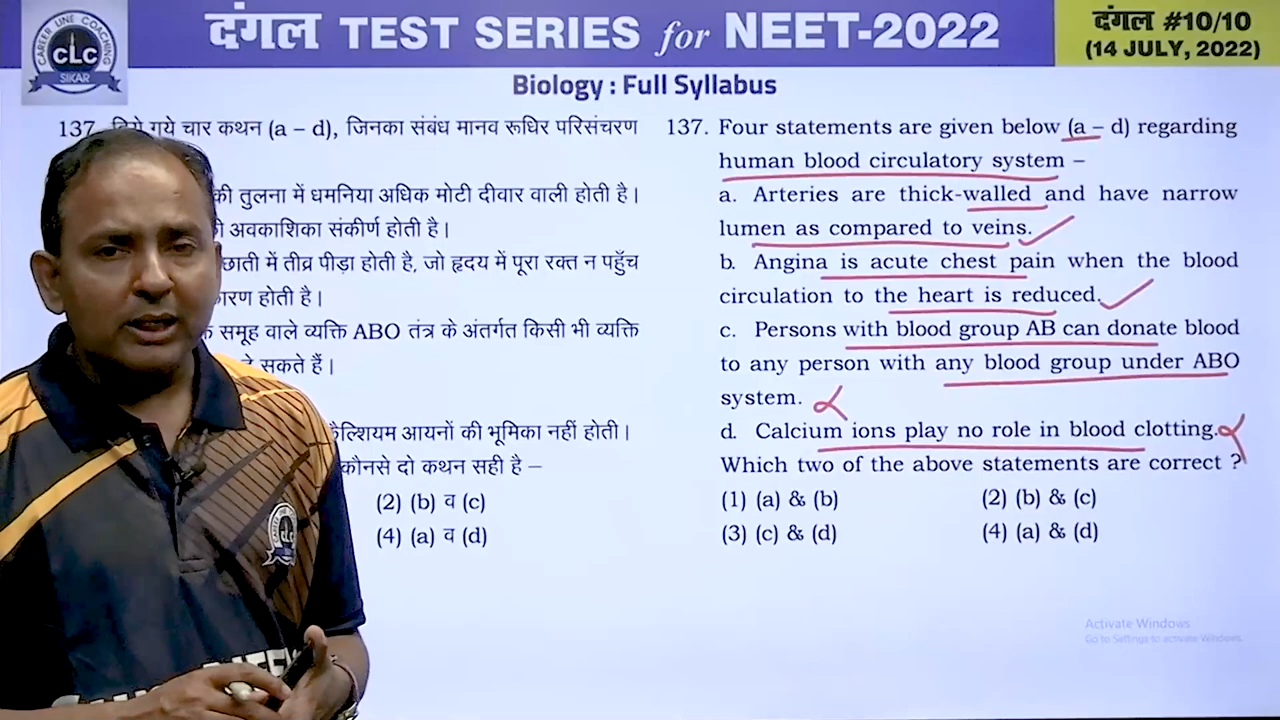 दंगल TEST SERIES for NEET-2022
दंगल #10/10
(14 JULY, 2022)
CAREER LINE COACHING
CLC
SIKAR
Biology : Full Syllabus
137. दिये गये चार कथन (a – d), जिनका संबंध मानव रूधिर परिसंचरण
की तुलना में धमनिया अधिक मोटी दीवार वाली होती है।
अवकाशिका संकीर्ण होती है।
छाती में तीव्र पीड़ा होती है, जो हृदय में पूरा रक्त न पहुँच
होती है।
समूह वाले व्यक्ति ABO तंत्र के अंतर्गत किसी भी व्यक्ति
सकते हैं।
कैल्शियम आयनों की भूमिका नहीं होती।
कौनसे दो कथन सही है –
(2) (b) व (c)
(4) (a) व (d)
137. Four statements are given below (a – d) regarding
human blood circulatory system –
a. Arteries are thick-walled and have narrow
lumen as compared to veins.
b. Angina is acute chest pain when the blood
circulation to the heart is reduced.
c. Persons with blood group AB can donate blood
to any person with any blood group under ABO
system.
d. Calcium ions play no role in blood clotting.
Which two of the above statements are correct ?
(1) (a) & (b)
(2) (b) & (c)
(3) (c) & (d)
(4) (a) & (d)
Activate Windows
Go to Settings to activate Windows.
clc